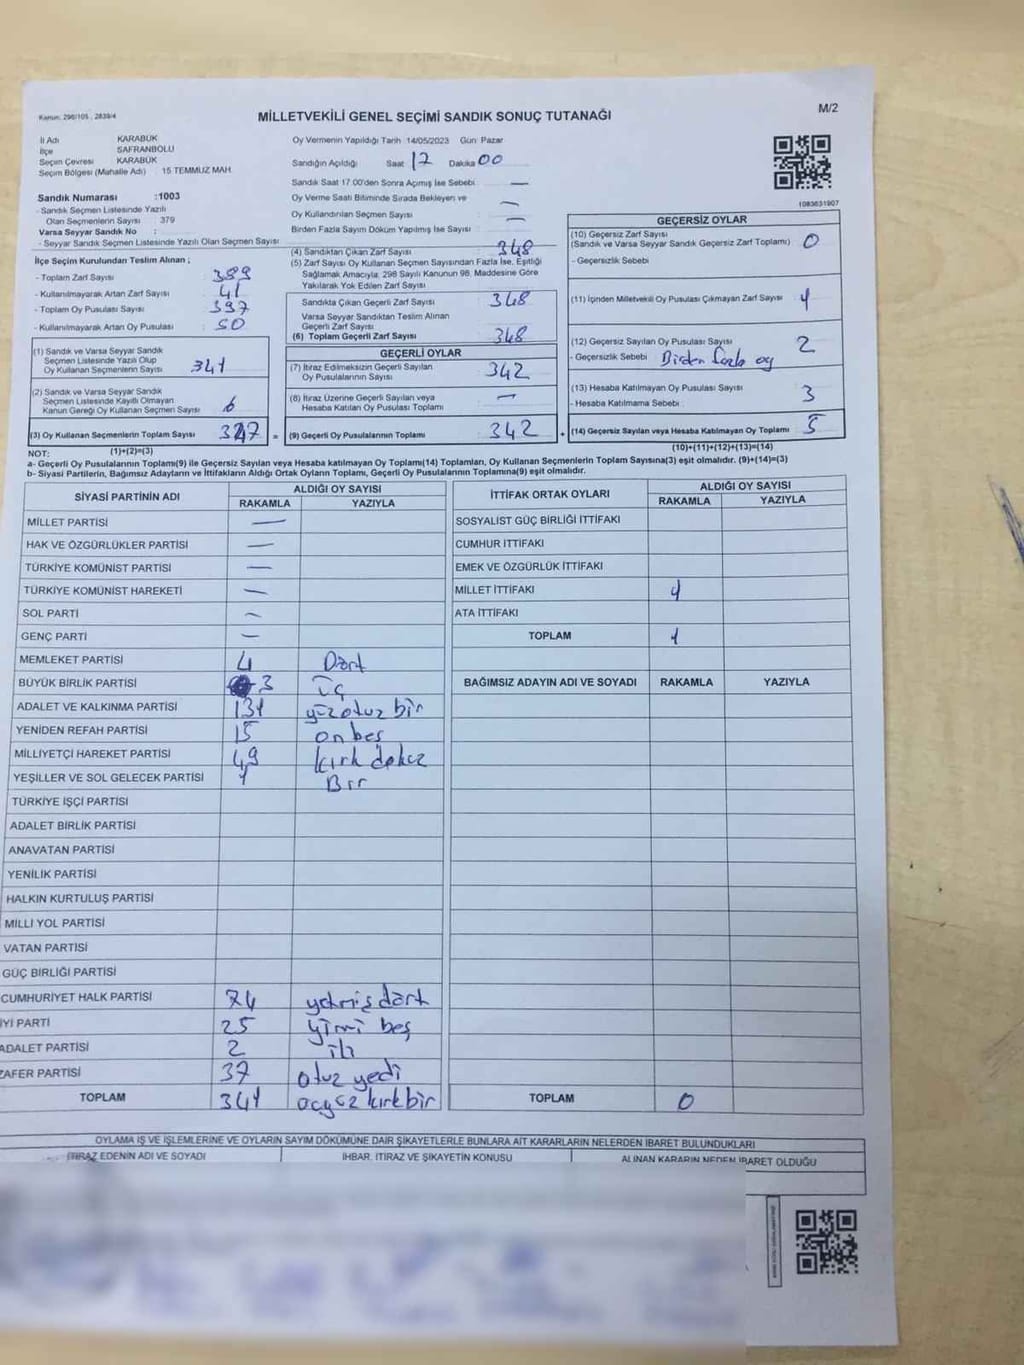 Kanun: 298/105 , 2839/4
MİLLETVEKİLİ GENEL SEÇİMİ SANDIK SONUÇ TUTANAĞI
M/2
İl Adı KARABÜK
İlçe SAFRANBOLU
Seçim Çevresi KARABÜK
Seçim Bölgesi (Mahalle Adı) 15 TEMMUZ MAH.
Sandık Numarası :1003
- Sandık Seçmen Listesinde Yazılı
Olan Seçmenlerin Sayısı : 379
Varsa Seyyar Sandık No :
- Seyyar Sandık Seçmen Listesinde Yazılı Olan Seçmen Sayısı
Oy Vermenin Yapıldığı Tarih 14/05/2023 Gün Pazar
Sandığın Açıldığı Saat 17 Dakika 00
Sandık Saat 17.00'den Sonra Açımış İse Sebebi —
Oy Verme Saati Bitiminde Sırada Bekleyen ve —
Oy Kullandırılan Seçmen Sayısı —
Birden Fazla Sayım Döküm Yapılmış İse Sayısı —
1083631907
İlçe Seçim Kurulundan Teslim Alınan ;
- Toplam Zarf Sayısı : 389
- Kullanılmayarak Artan Zarf Sayısı : 41
- Toplam Oy Pusulası Sayısı : 397
- Kullanılmayarak Artan Oy Pusulası : 50
(1) Sandık ve Varsa Seyyar Sandık
Seçmen Listesinde Yazılı Olup
Oy Kullanan Seçmenlerin Sayısı 341
(2) Sandık ve Varsa Seyyar Sandık
Seçmen Listesinde Kayıtlı Olmayan
Kanun Gereği Oy Kullanan Seçmen Sayısı 6
(3) Oy Kullanan Seçmenlerin Toplam Sayısı 347 =
(1)+(2)=(3)
(4) Sandıktan Çıkan Zarf Sayısı 348
(5) Zarf Sayısı Oy Kullanan Seçmen Sayısından Fazla İse, Eşitliği
Sağlamak Amacıyla, 298 Sayılı Kanunun 98. Maddesine Göre
Yakılarak Yok Edilen Zarf Sayısı
Sandıkta Çıkan Geçerli Zarf Sayısı 348
Varsa Seyyar Sandıktan Teslim Alınan
Geçerli Zarf Sayısı
(6) Toplam Geçerli Zarf Sayısı 348
GEÇERLİ OYLAR
(7) İtiraz Edilmeksizin Geçerli Sayılan
Oy Pusulalarının Sayısı 342
(8) İtiraz Üzerine Geçerli Sayılan veya
Hesaba Katılan Oy Pusulaları Toplamı —
(9) Geçerli Oy Pusulalarının Toplamı 342 +
GEÇERSİZ OYLAR
(10) Geçersiz Zarf Sayısı
(Sandık ve Varsa Seyyar Sandık Geçersiz Zarf Toplamı) 0
- Geçersizlik Sebebi
(11) İçinden Milletvekili Oy Pusulası Çıkmayan Zarf Sayısı
(12) Geçersiz Sayılan Oy Pusulası Sayısı 2
- Geçersizlik Sebebi Birden fazla oy
(13) Hesaba Katılmayan Oy Pusulası Sayısı 3
- Hesaba Katılmama Sebebi :
(14) Geçersiz Sayılan veya Hesaba Katılmayan Oy Toplamı 5
(10)+(11)+(12)+(13)=(14)
NOT:
a- Geçerli Oy Pusulalarının Toplamı(9) ile Geçersiz Sayılan veya Hesaba katılmayan Oy Toplamı(14) Toplamları, Oy Kullanan Seçmenlerin Toplam Sayısına(3) eşit olmalıdır. (9)+(14)=(3)
b- Siyasi Partilerin, Bağımsız Adayların ve İttifakların Aldığı Ortak Oyların Toplamı, Geçerli Oy Pusulalarının Toplamına(9) eşit olmalıdır.
SİYASİ PARTİNİN ADI ALDIĞI OY SAYISI
RAKAMLA YAZIYLA
MİLLET PARTİSİ —
HAK VE ÖZGÜRLÜKLER PARTİSİ —
TÜRKİYE KOMÜNİST PARTİSİ —
TÜRKİYE KOMÜNİST HAREKETİ —
SOL PARTİ —
GENÇ PARTİ —
MEMLEKET PARTİSİ 4 Dört
BÜYÜK BİRLİK PARTİSİ 3 Üç
ADALET VE KALKINMA PARTİSİ 131 yüzotuz bir
YENİDEN REFAH PARTİSİ 15 on beş
MİLLİYETÇİ HAREKET PARTİSİ 49 kırk dokuz
YEŞİLLER VE SOL GELECEK PARTİSİ 1 Bir
TÜRKİYE İŞÇİ PARTİSİ
ADALET BİRLİK PARTİSİ
ANAVATAN PARTİSİ
YENİLİK PARTİSİ
HALKIN KURTULUŞ PARTİSİ
MİLLİ YOL PARTİSİ
VATAN PARTİSİ
GÜÇ BİRLİĞİ PARTİSİ
CUMHURİYET HALK PARTİSİ 74 yetmiş dört
İYİ PARTİ 25 yirmi beş
ADALET PARTİSİ 2 iki
ZAFER PARTİSİ 37 otuz yedi
TOPLAM 341 üçyüz kırkbir
İTTİFAK ORTAK OYLARI ALDIĞI OY SAYISI
RAKAMLA YAZIYLA
SOSYALİST GÜÇ BİRLİĞİ İTTİFAKI
CUMHUR İTTİFAKI
EMEK VE ÖZGÜRLÜK İTTİFAKI
MİLLET İTTİFAKI 1
ATA İTTİFAKI
TOPLAM 1
BAĞIMSIZ ADAYIN ADI VE SOYADI RAKAMLA YAZIYLA
TOPLAM 0
OYLAMA İŞ VE İŞLEMLERİNE VE OYLARIN SAYIM DÖKÜMÜNE DAİR ŞİKAYETLERLE BUNLARA AİT KARARLARIN NELERDEN İBARET BULUNDUKLARI
İTİRAZ EDENİN ADI VE SOYADI İHBAR, İTİRAZ VE ŞİKAYETİN KONUSU ALINAN KARARIN NEDEN İBARET OLDUĞU